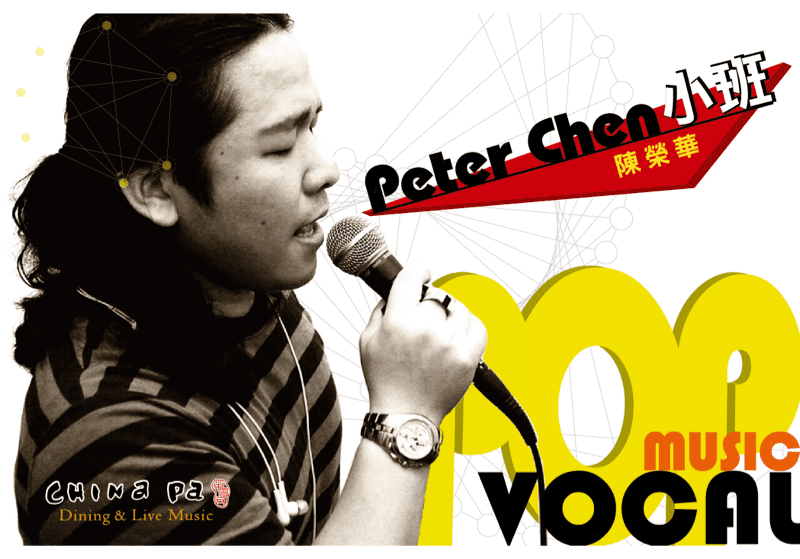 Peter Chen 小班
陳榮華
POP
MUSIC
VOCAL
CHINA Pa
Dining & Live Music